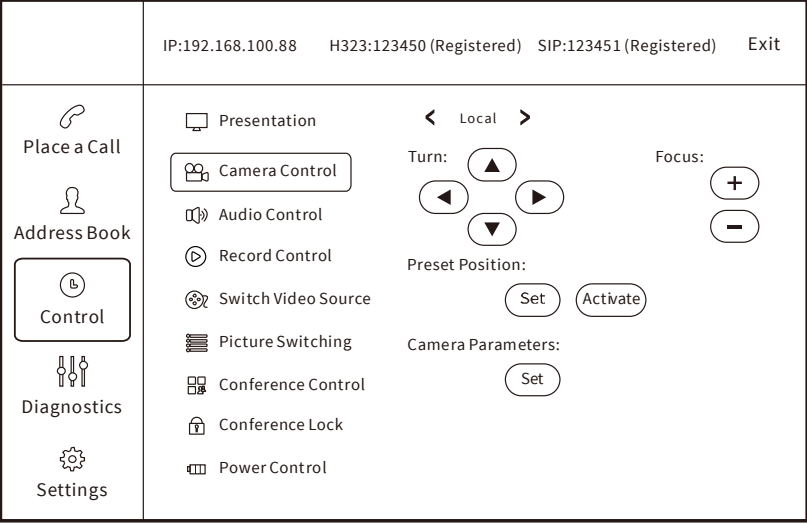 IP:192.168.100.88 H323:123450 (Registered) SIP:123451 (Registered) Exit
Place a Call
Address Book
Control
Diagnostics
Settings
Presentation
Camera Control
Audio Control
Record Control
Switch Video Source
Picture Switching
Conference Control
Conference Lock
Power Control
< Local >
Turn: Focus:
+
−
Preset Position:
Set Activate
Camera Parameters:
Set